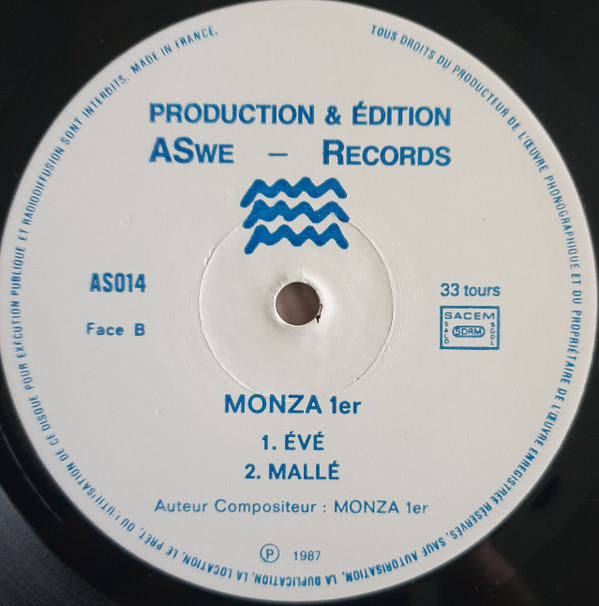 TOUS DROITS DU PRODUCTEUR DE L'ŒUVRE PHONOGRAPHIQUE ET DU PROPRIÉTAIRE DE L'ŒUVRE ENREGISTRÉE RÉSERVÉS, SAUF AUTORISATION, LA DUPLICATION, LA LOCATION, LE PRÊT, OU L'UTILISATION DE CE DISQUE POUR EXÉCUTION PUBLIQUE ET RADIODIFFUSION SONT INTERDITS. MADE IN FRANCE.
PRODUCTION & ÉDITION
ASWE – RECORDS
AS014
33 tours
Face B
SACEM
SACD
SDRM
SGDL
MONZA 1er
1. ÉVÉ
2. MALLÉ
Auteur Compositeur : MONZA 1er
Ⓟ 1987